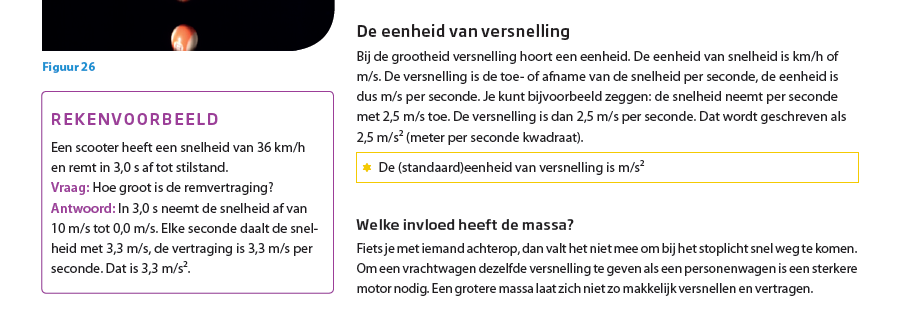 Figuur 26
REKENVOORBEELD
Een scooter heeft een snelheid van 36 km/h
en remt in 3,0 s af tot stilstand.
Vraag: Hoe groot is de remvertraging?
Antwoord: In 3,0 s neemt de snelheid af van
10 m/s tot 0,0 m/s. Elke seconde daalt de snel-
heid met 3,3 m/s, de vertraging is 3,3 m/s per
seconde. Dat is 3,3 m/s².
De eenheid van versnelling
Bij de grootheid versnelling hoort een eenheid. De eenheid van snelheid is km/h of
m/s. De versnelling is de toe- of afname van de snelheid per seconde, de eenheid is
dus m/s per seconde. Je kunt bijvoorbeeld zeggen: de snelheid neemt per seconde
met 2,5 m/s toe. De versnelling is dan 2,5 m/s per seconde. Dat wordt geschreven als
2,5 m/s² (meter per seconde kwadraat).
De (standaard)eenheid van versnelling is m/s²
Welke invloed heeft de massa?
Fiets je met iemand achterop, dan valt het niet mee om bij het stoplicht snel weg te komen.
Om een vrachtwagen dezelfde versnelling te geven als een personenwagen is een sterkere
motor nodig. Een grotere massa laat zich niet zo makkelijk versnellen en vertragen.